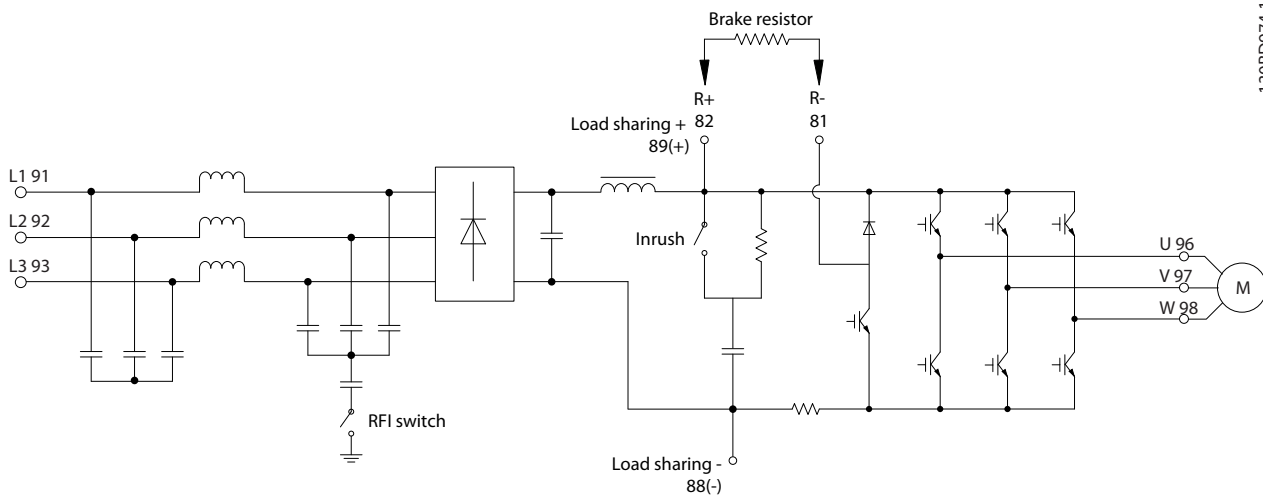 Brake resistor
R+
82
R-
81
Load sharing +
89(+)
L1 91
L2 92
L3 93
Inrush
U 96
V 97
W 98
M
RFI switch
Load sharing -
88(-)